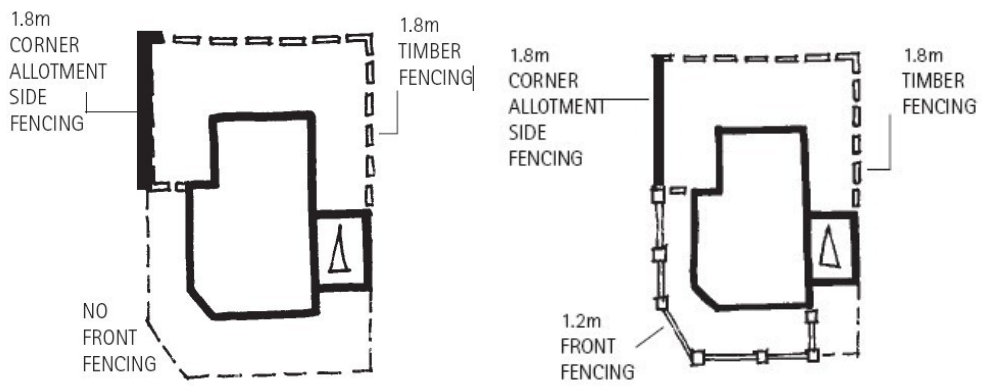 1.8m
CORNER
ALLOTMENT
SIDE
FENCING
1.8m
TIMBER
FENCING
NO
FRONT
FENCING
1.8m
CORNER
ALLOTMENT
SIDE
FENCING
1.8m
TIMBER
FENCING
1.2m
FRONT
FENCING